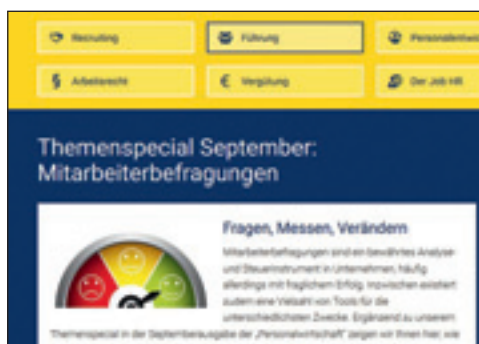 Recruiting
Führung
Personalentwic
Arbeitsrecht
Vergütung
Der Job HR
Themenspecial September:
Mitarbeiterbefragungen
Fragen, Messen, Verändern
Mitarbeiterbefragungen sind ein bewährtes Analyse-
und Steuerinstrument in Unternehmen, häufig
allerdings mit fraglichem Erfolg. Inzwischen existiert
zudem eine Vielzahl von Tools für die
unterschiedlichsten Zwecke. Ergänzend zu unserem
Themenspecial in der Septemberausgabe der „Personalwirtschaft“ zeigen wir Ihnen hier, wie